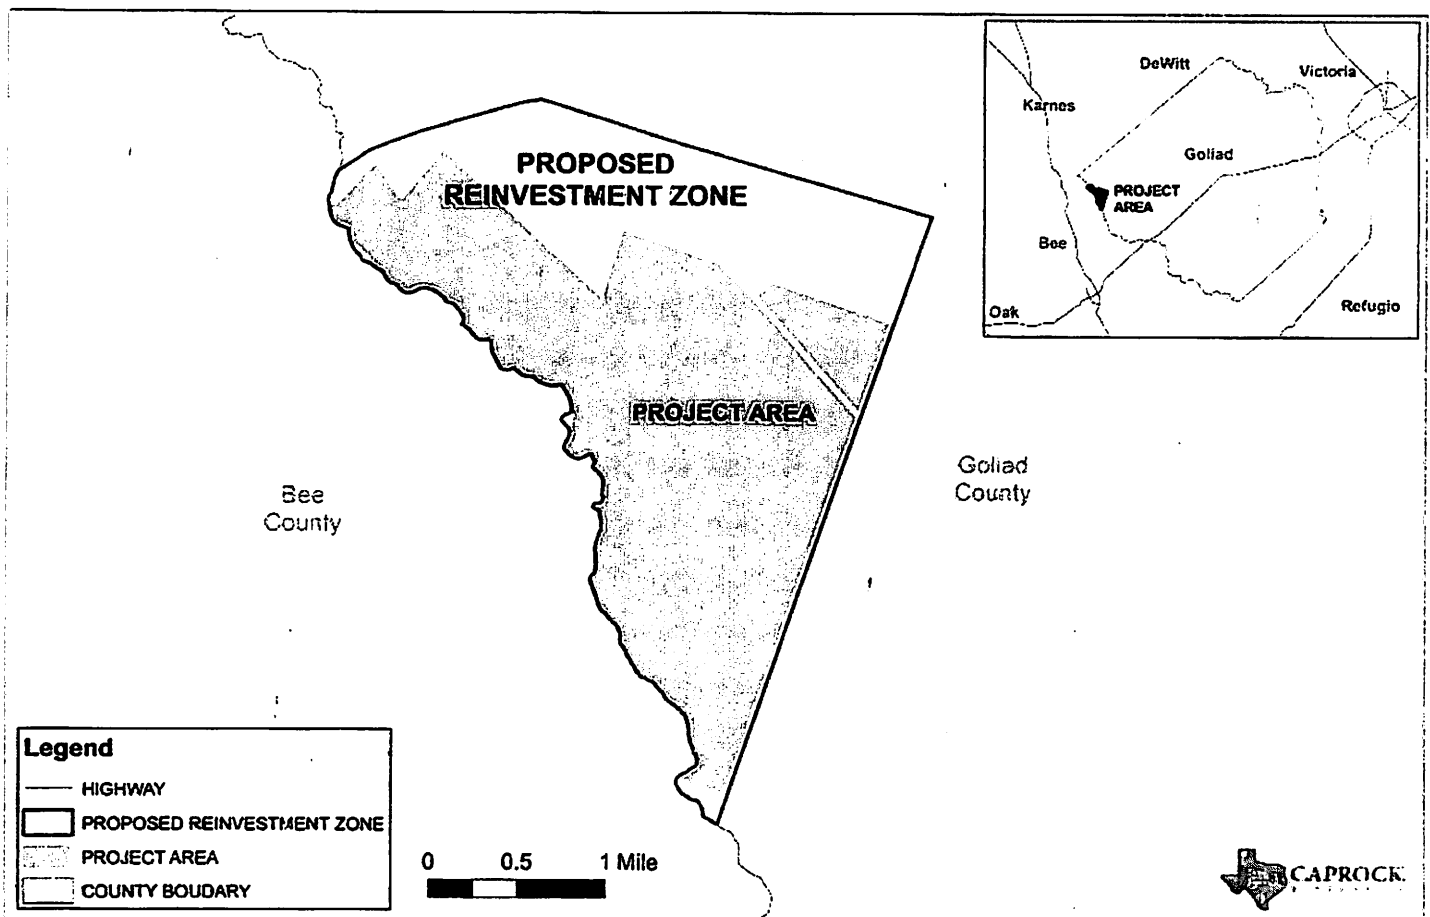 PROPOSED
REINVESTMENT ZONE
PROJECT AREA
Bee
County
Goliad
County
DeWitt
Victoria
Karnes
Goliad
PROJECT
AREA
Bee
Oak
Refugio
Legend
HIGHWAY
PROPOSED REINVESTMENT ZONE
PROJECT AREA
COUNTY BOUDARY
0 0.5 1 Mile
CAPROCK